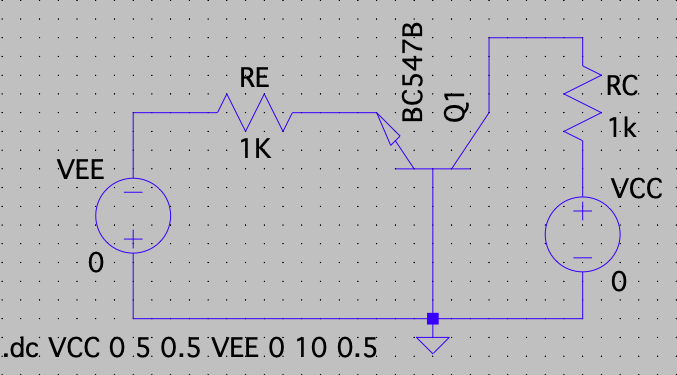 BC547B
Q1
RE
1K
RC
1k
VEE
0
VCC
0
.dc VCC 0 5 0.5 VEE 0 10 0.5